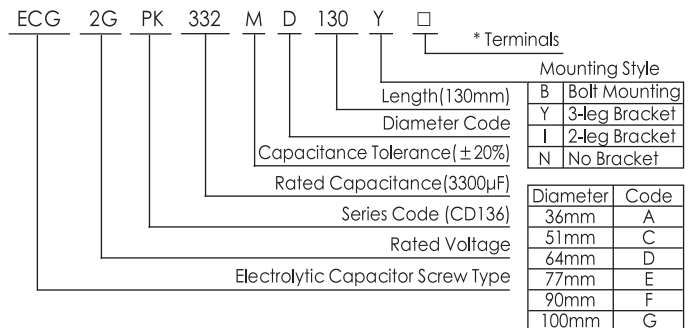 ECG 2G PK 332 M D 130 Y □
* Terminals
Mounting Style
B Bolt Mounting
Y 3-leg Bracket
I 2-leg Bracket
N No Bracket
Length(130mm)
Diameter Code
Capacitance Tolerance(±20%)
Rated Capacitance(3300µF)
Series Code (CD136)
Rated Voltage
Electrolytic Capacitor Screw Type
Diameter Code
36mm A
51mm C
64mm D
77mm E
90mm F
100mm G